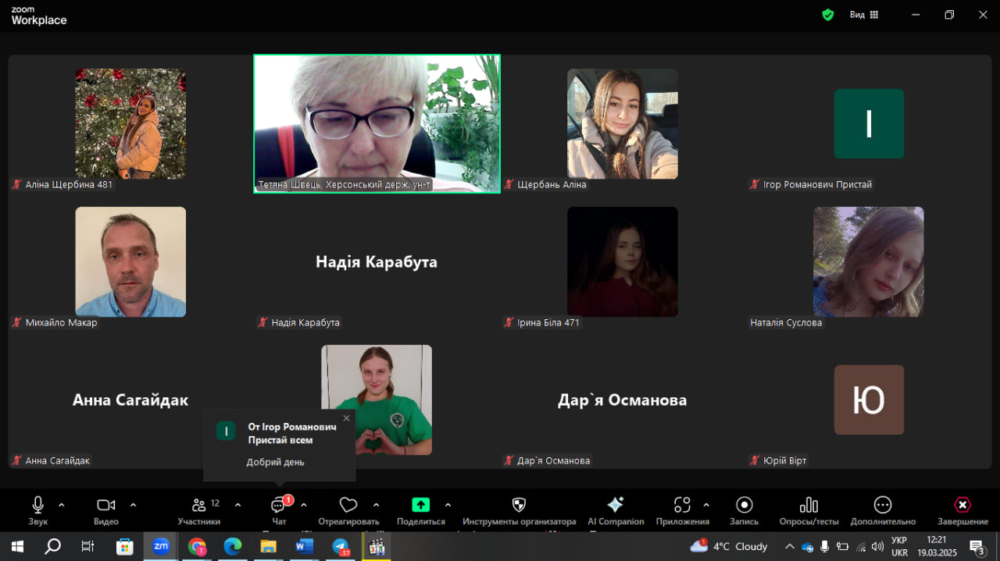 zoom
Workplace
Вид
Аліна Щербина 481
Тетяна Швець, Херсонський держ. ун-т
Щербань Аліна
І
Ігор Романович Пристай
Михайло Макар
Надія Карабута
Надія Карабута
Ірина Біла 471
Наталія Суслова
Анна Сагайдак
Анна Сагайдак
Дар`я Османова
Дар`я Османова
Ю
Юрій Вірт
І
От Ігор Романович
Пристай всем
Добрий день
Звук
Видео
12
Участники
1
Чат
Отреагировать
Поделиться
Инструменты организатора
AI Companion
Приложения
Запись
Опросы/тесты
Дополнительно
Завершение
zm
T
W
57
1
4°C Cloudy
УКР
UKR
12:21
19.03.2025
3